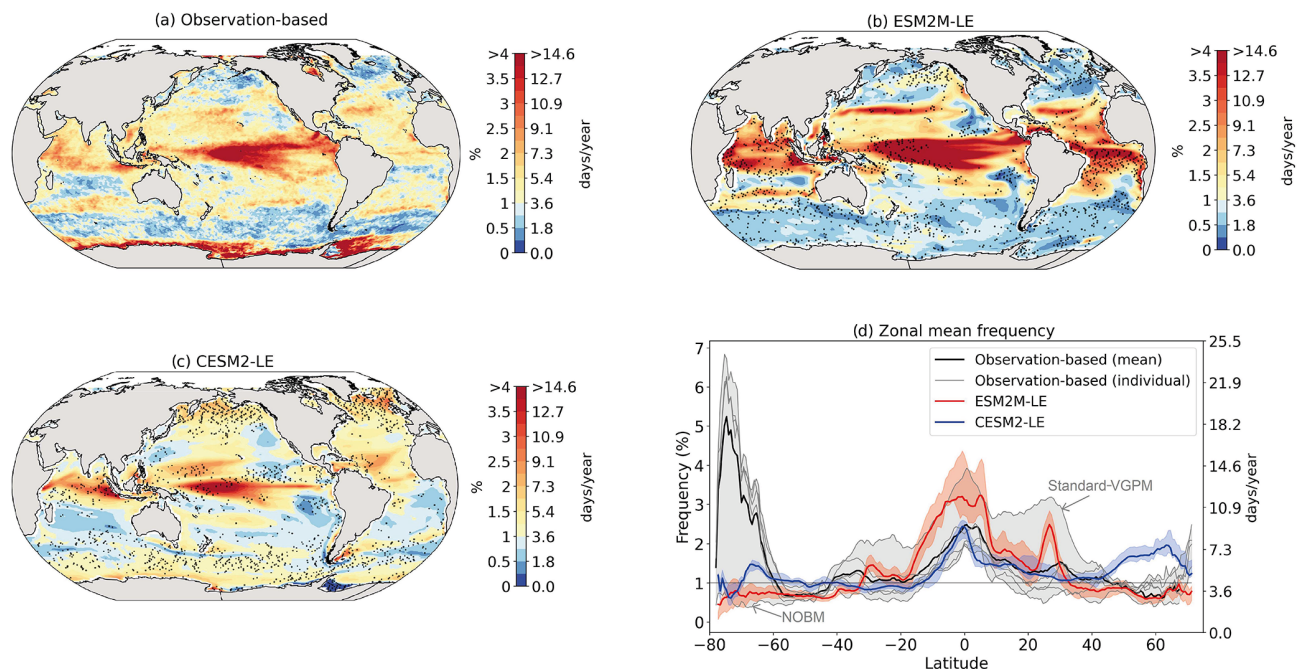 (a) Observation-based
>4 >14.6
3.5 12.7
3 10.9
2.5 9.1
2 7.3
1.5 5.4
1 3.6
0.5 1.8
0 0.0
%
days/year
(b) ESM2M-LE
>4 >14.6
3.5 12.7
3 10.9
2.5 9.1
2 7.3
1.5 5.4
1 3.6
0.5 1.8
0 0.0
%
days/year
(c) CESM2-LE
>4 >14.6
3.5 12.7
3 10.9
2.5 9.1
2 7.3
1.5 5.4
1 3.6
0.5 1.8
0 0.0
%
days/year
(d) Zonal mean frequency
Observation-based (mean)
Observation-based (individual)
ESM2M-LE
CESM2-LE
Standard-VGPM
NOBM
Frequency (%)
7
6
5
4
3
2
1
0
25.5
21.9
18.2
14.6
10.9
7.3
3.6
0.0
days/year
−80 −60 −40 −20 0 20 40 60
Latitude